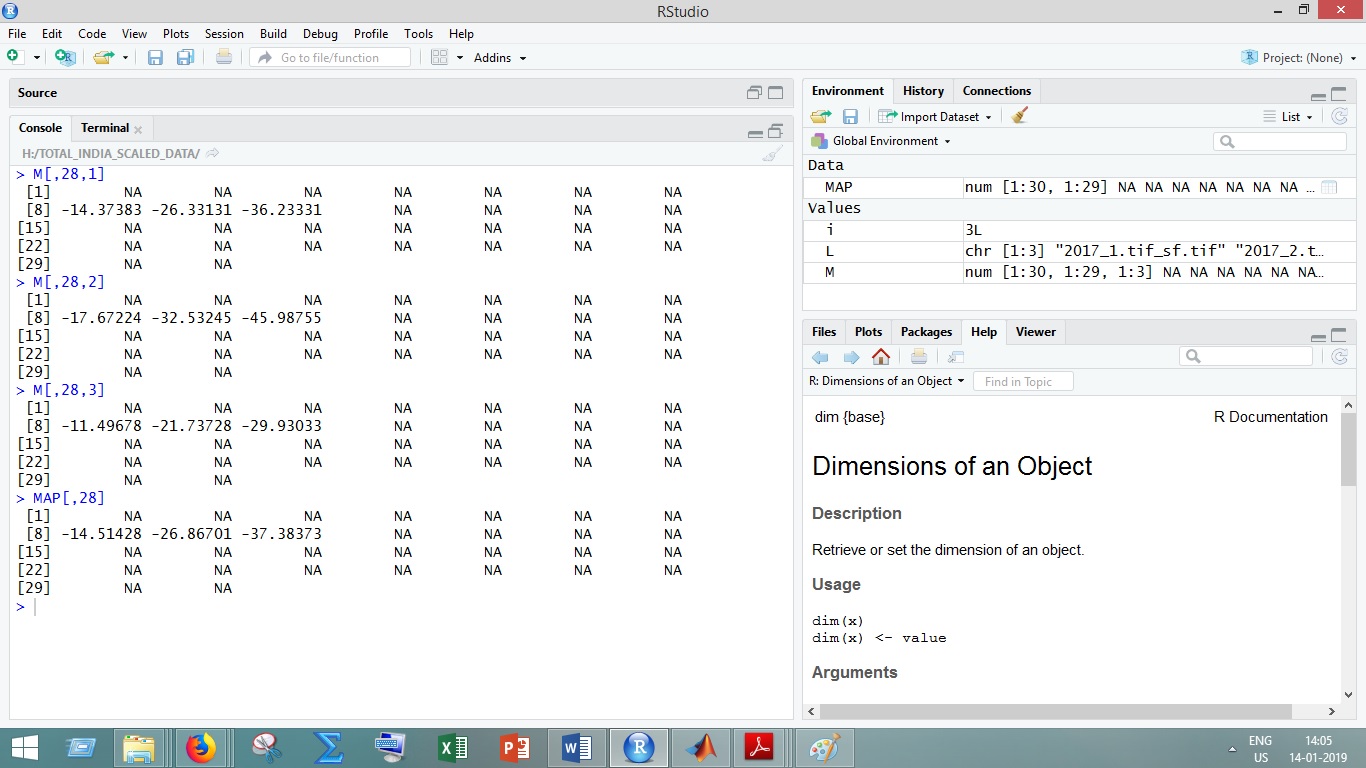 RStudio
File Edit Code View Plots Session Build Debug Profile Tools Help
Go to file/function Addins Project: (None)
Source
Console Terminal
H:/TOTAL_INDIA_SCALED_DATA/
> M[,28,1]
[1] NA NA NA NA NA NA NA
[8] -14.37383 -26.33131 -36.23331 NA NA NA NA
[15] NA NA NA NA NA NA NA
[22] NA NA NA NA NA NA NA
[29] NA NA
> M[,28,2]
[1] NA NA NA NA NA NA NA
[8] -17.67224 -32.53245 -45.98755 NA NA NA NA
[15] NA NA NA NA NA NA NA
[22] NA NA NA NA NA NA NA
[29] NA NA
> M[,28,3]
[1] NA NA NA NA NA NA NA
[8] -11.49678 -21.73728 -29.93033 NA NA NA NA
[15] NA NA NA NA NA NA NA
[22] NA NA NA NA NA NA NA
[29] NA NA
> MAP[,28]
[1] NA NA NA NA NA NA NA
[8] -14.51428 -26.86701 -37.38373 NA NA NA NA
[15] NA NA NA NA NA NA NA
[22] NA NA NA NA NA NA NA
[29] NA NA
>
Environment History Connections
Import Dataset List
Global Environment
Data
MAP num [1:30, 1:29] NA NA NA NA NA NA NA ...
Values
i 3L
L chr [1:3] "2017_1.tif_sf.tif" "2017_2.t...
M num [1:30, 1:29, 1:3] NA NA NA NA NA NA...
Files Plots Packages Help Viewer
R: Dimensions of an Object Find in Topic
dim {base} R Documentation
Dimensions of an Object
Description
Retrieve or set the dimension of an object.
Usage
dim(x)
dim(x) <- value
Arguments
ENG 14:05
US 14-01-2019